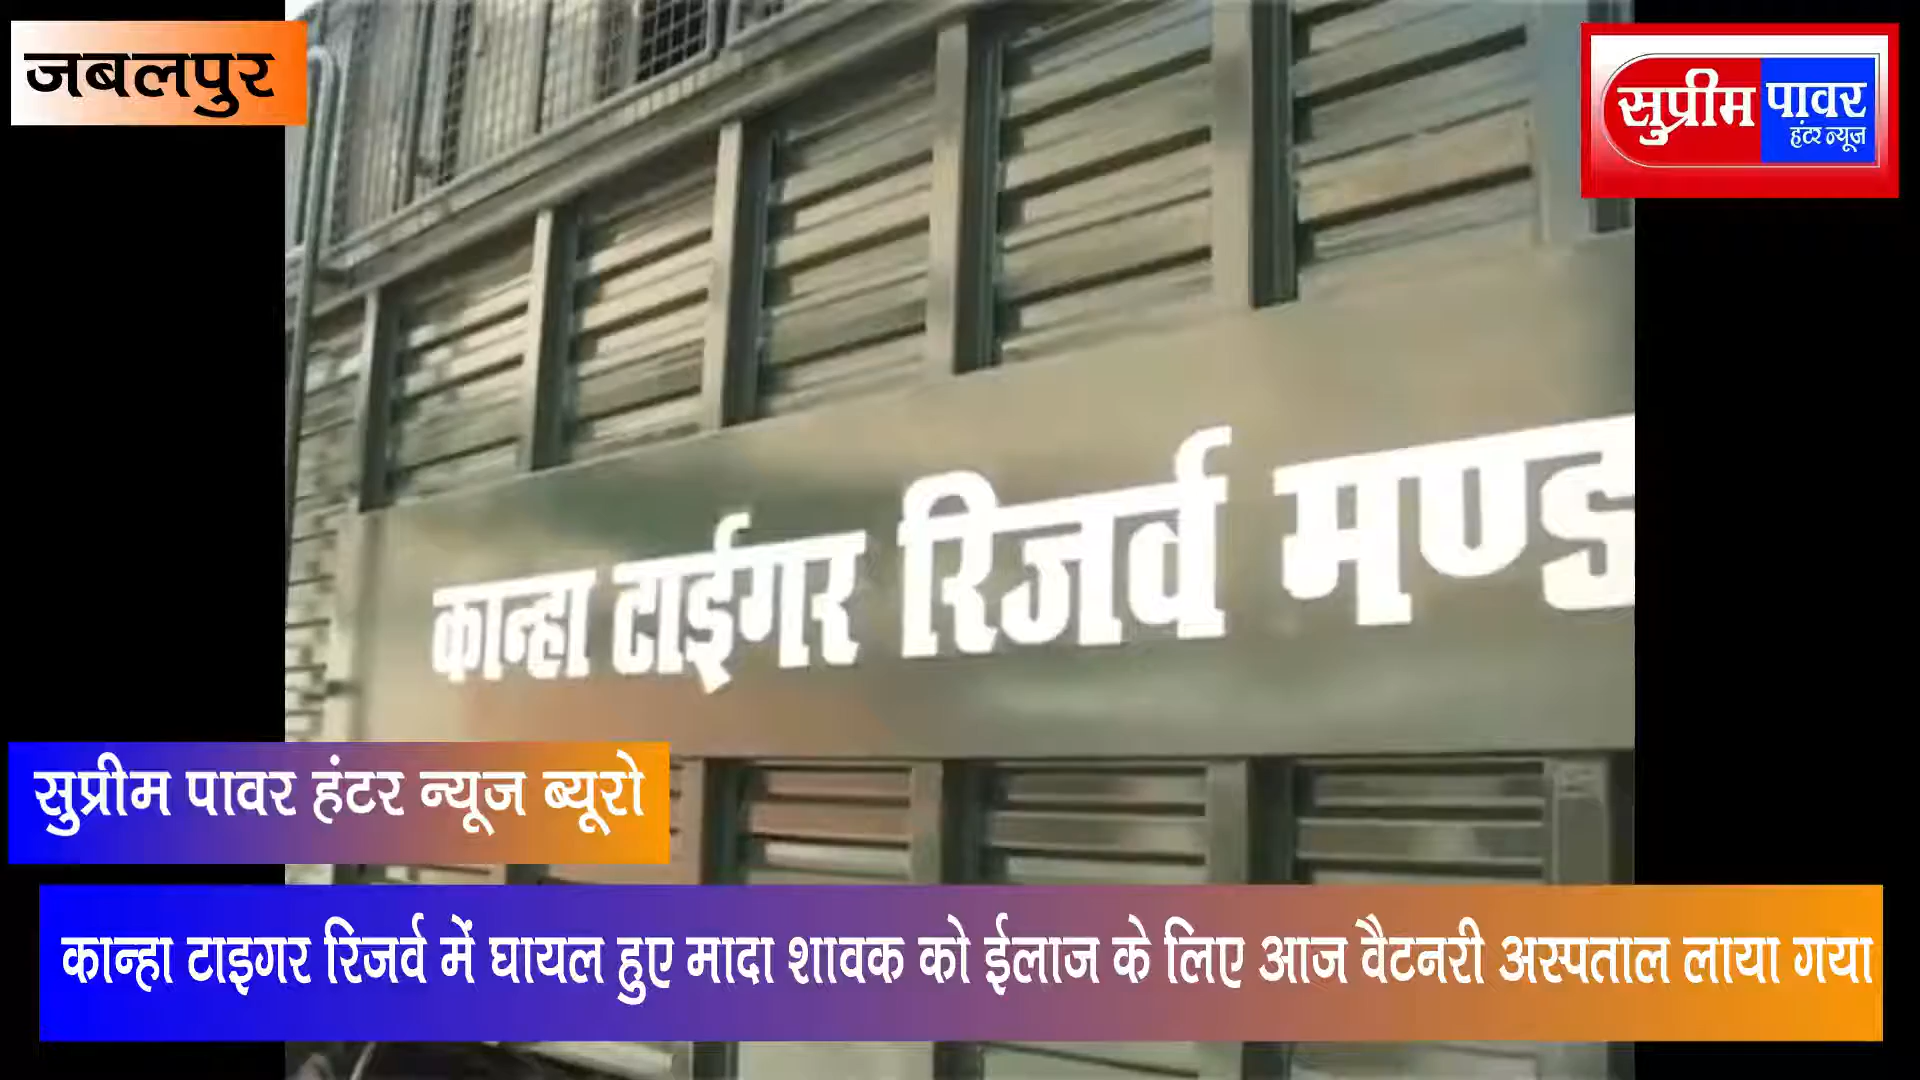 जबलपुर
सुप्रीम पावर
हंटर न्यूज
कान्हा टाईगर रिजर्व मण्ड
सुप्रीम पावर हंटर न्यूज ब्यूरो
कान्हा टाइगर रिजर्व में घायल हुए मादा शावक को ईलाज के लिए आज वैटनरी अस्पताल लाया गया